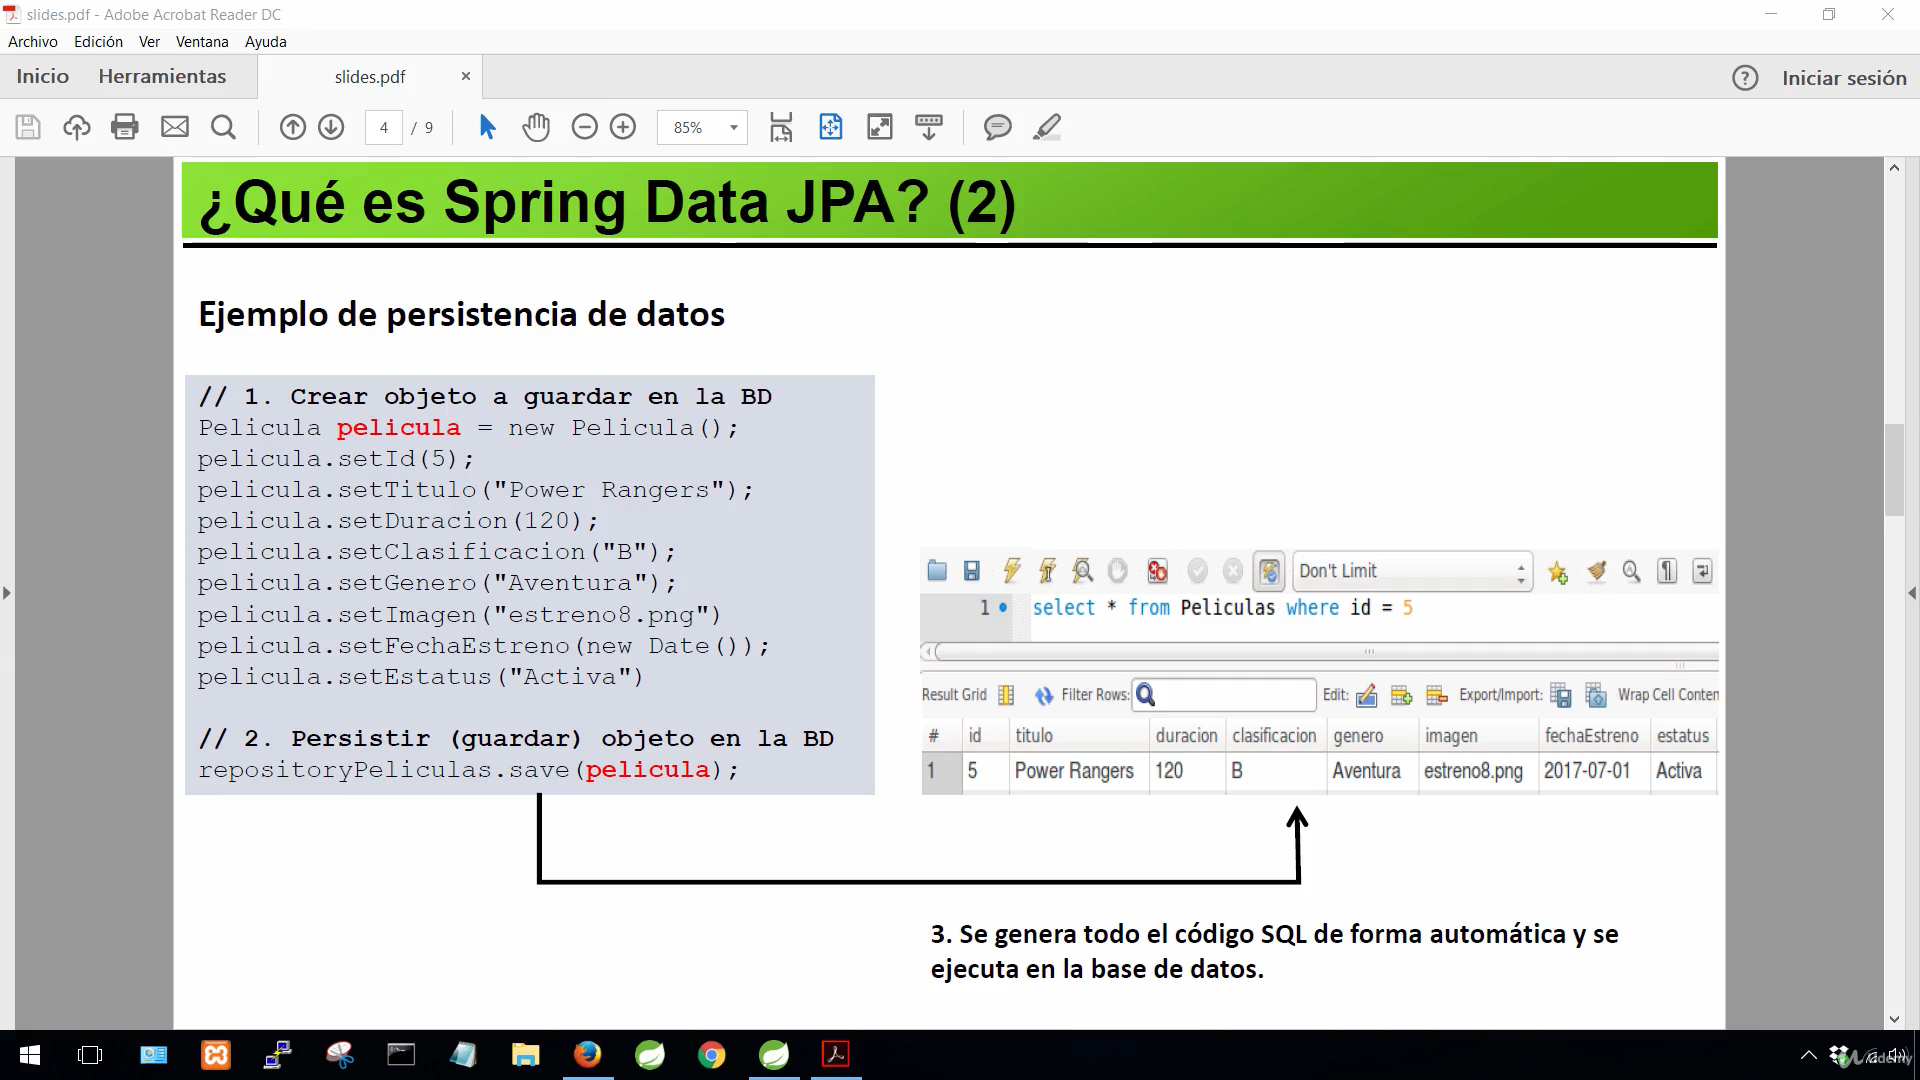 slides.pdf - Adobe Acrobat Reader DC
Archivo Edición Ver Ventana Ayuda
Inicio Herramientas slides.pdf × Iniciar sesión
4 / 9 85%
¿Qué es Spring Data JPA? (2)
Ejemplo de persistencia de datos
// 1. Crear objeto a guardar en la BD
Pelicula pelicula = new Pelicula();
pelicula.setId(5);
pelicula.setTitulo("Power Rangers");
pelicula.setDuracion(120);
pelicula.setClasificacion("B");
pelicula.setGenero("Aventura");
pelicula.setImagen("estreno8.png")
pelicula.setFechaEstreno(new Date());
pelicula.setEstatus("Activa")
// 2. Persistir (guardar) objeto en la BD
repositoryPeliculas.save(pelicula);
Don't Limit
1 select * from Peliculas where id = 5
Result Grid Filter Rows: Edit: Export/Import: Wrap Cell Conten
# id titulo duracion clasificacion genero imagen fechaEstreno estatus
1 5 Power Rangers 120 B Aventura estreno8.png 2017-07-01 Activa
3. Se genera todo el código SQL de forma automática y se
ejecuta en la base de datos.